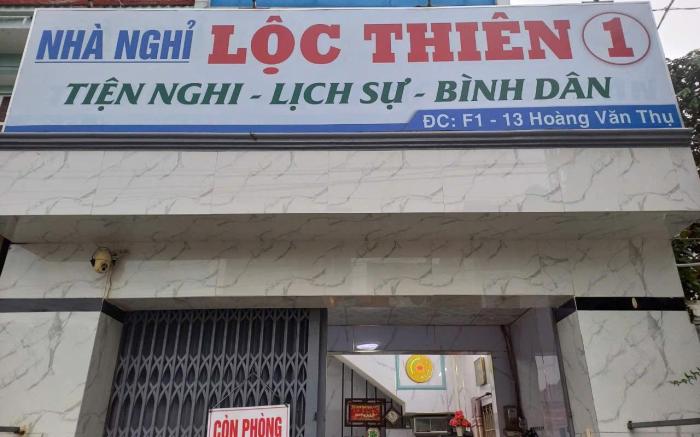 NHÀ NGHỈ LỘC THIÊN 1
TIỆN NGHI - LỊCH SỰ - BÌNH DÂN
ĐC: F1 - 13 Hoàng Văn Thụ
CÒN PHÒNG